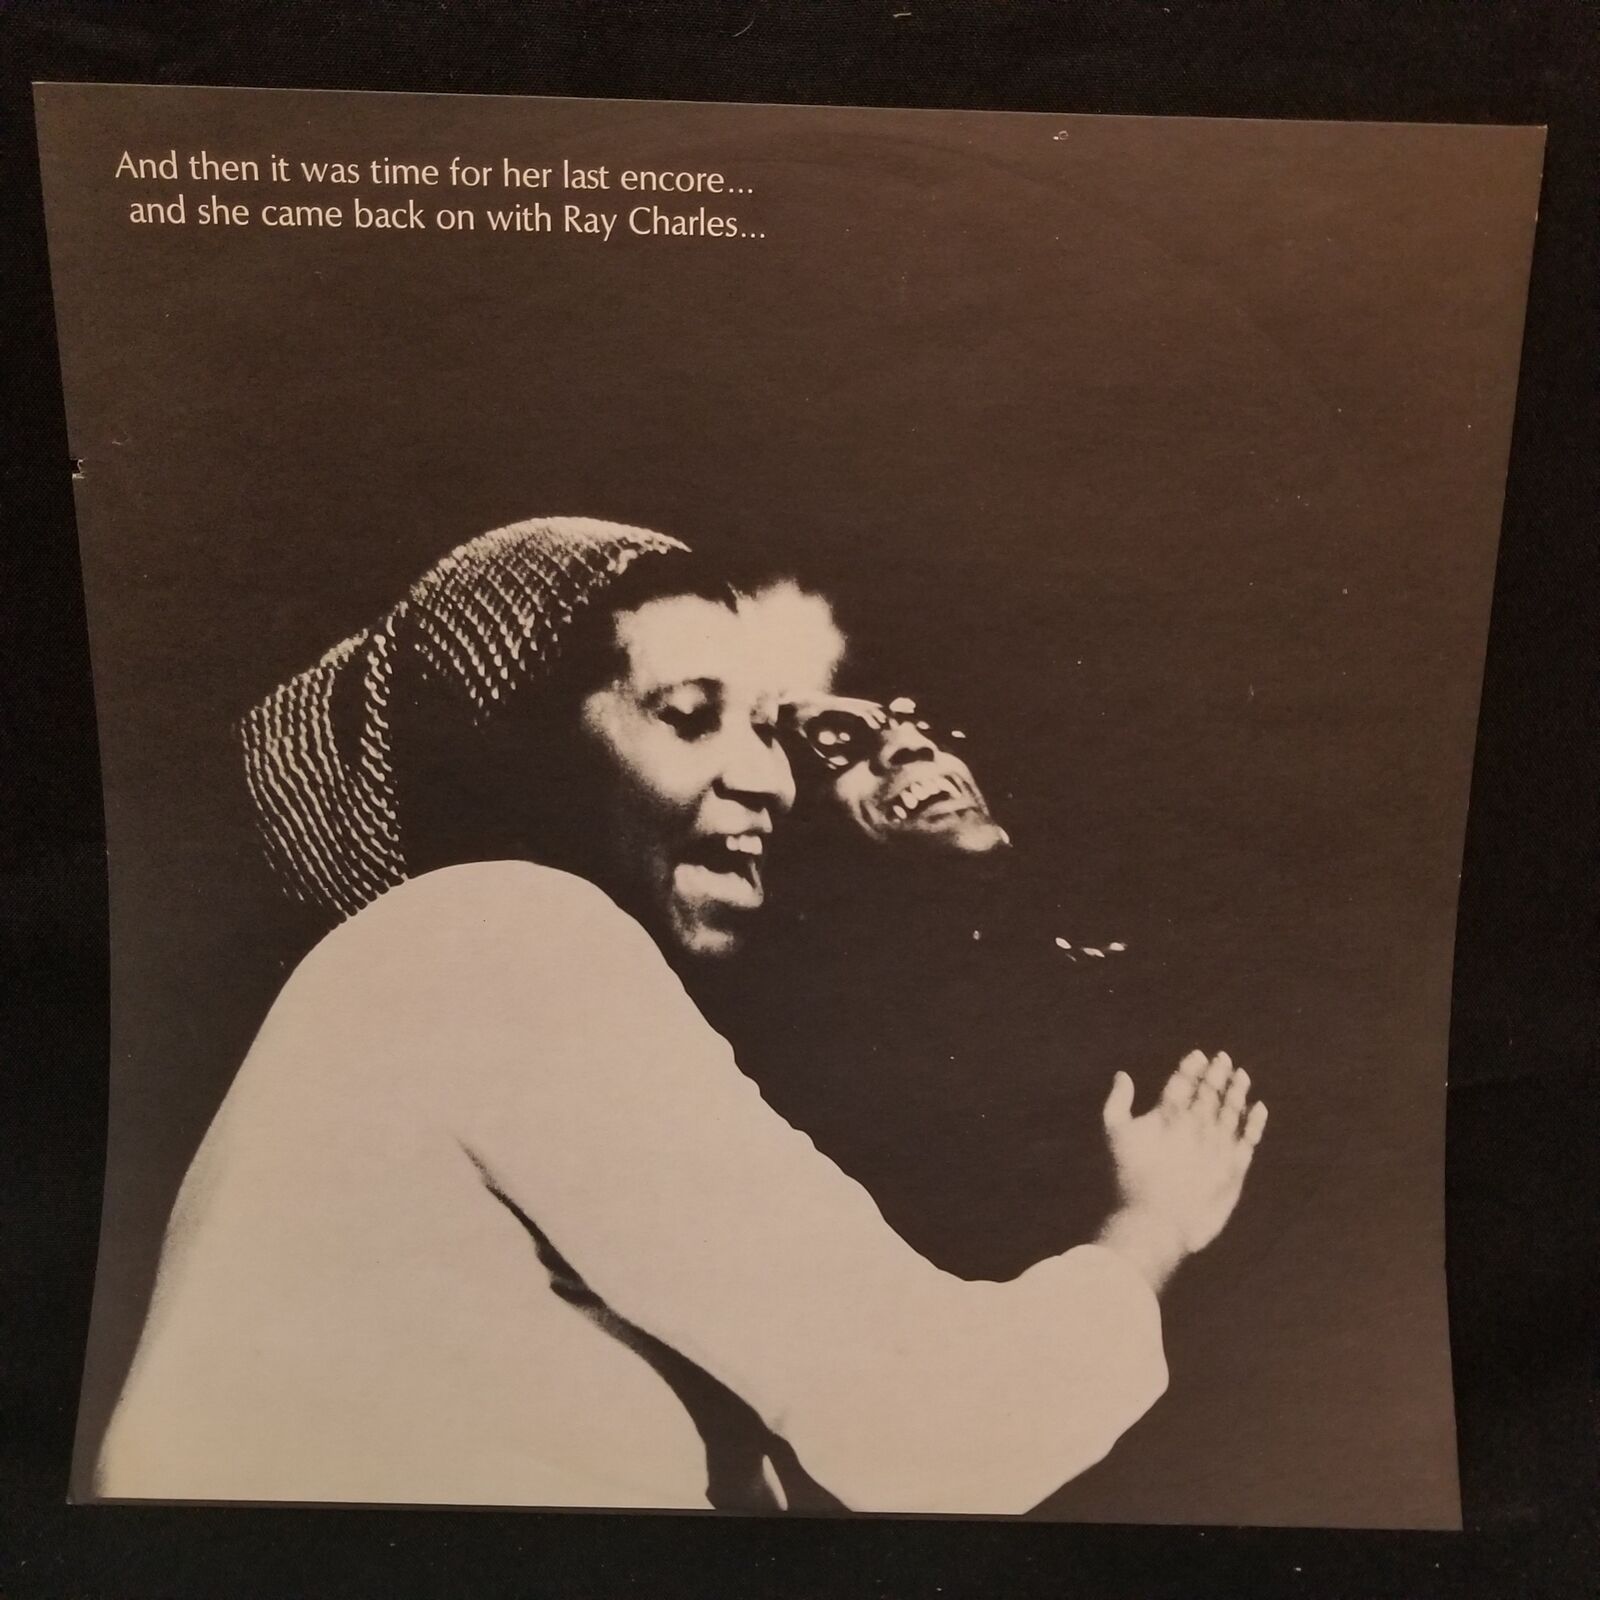 And then it was time for her last encore...
and she came back on with Ray Charles...